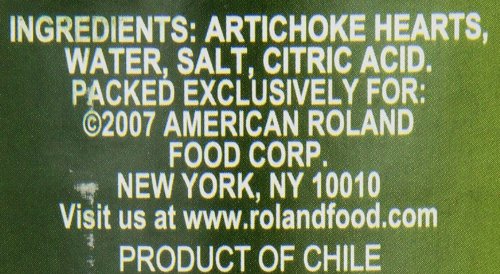 INGREDIENTS: ARTICHOKE HEARTS,
WATER, SALT, CITRIC ACID.
PACKED EXCLUSIVELY FOR:
©2007 AMERICAN ROLAND
FOOD CORP.
NEW YORK, NY 10010
Visit us at www.rolandfood.com
PRODUCT OF CHILE